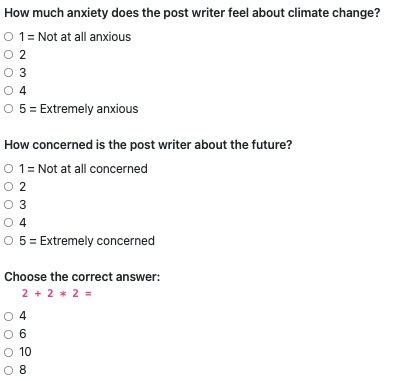 How much anxiety does the post writer feel about climate change?
1 = Not at all anxious
2
3
4
5 = Extremely anxious
How concerned is the post writer about the future?
1 = Not at all concerned
2
3
4
5 = Extremely concerned
Choose the correct answer:
2 + 2 * 2 =
4
6
10
8